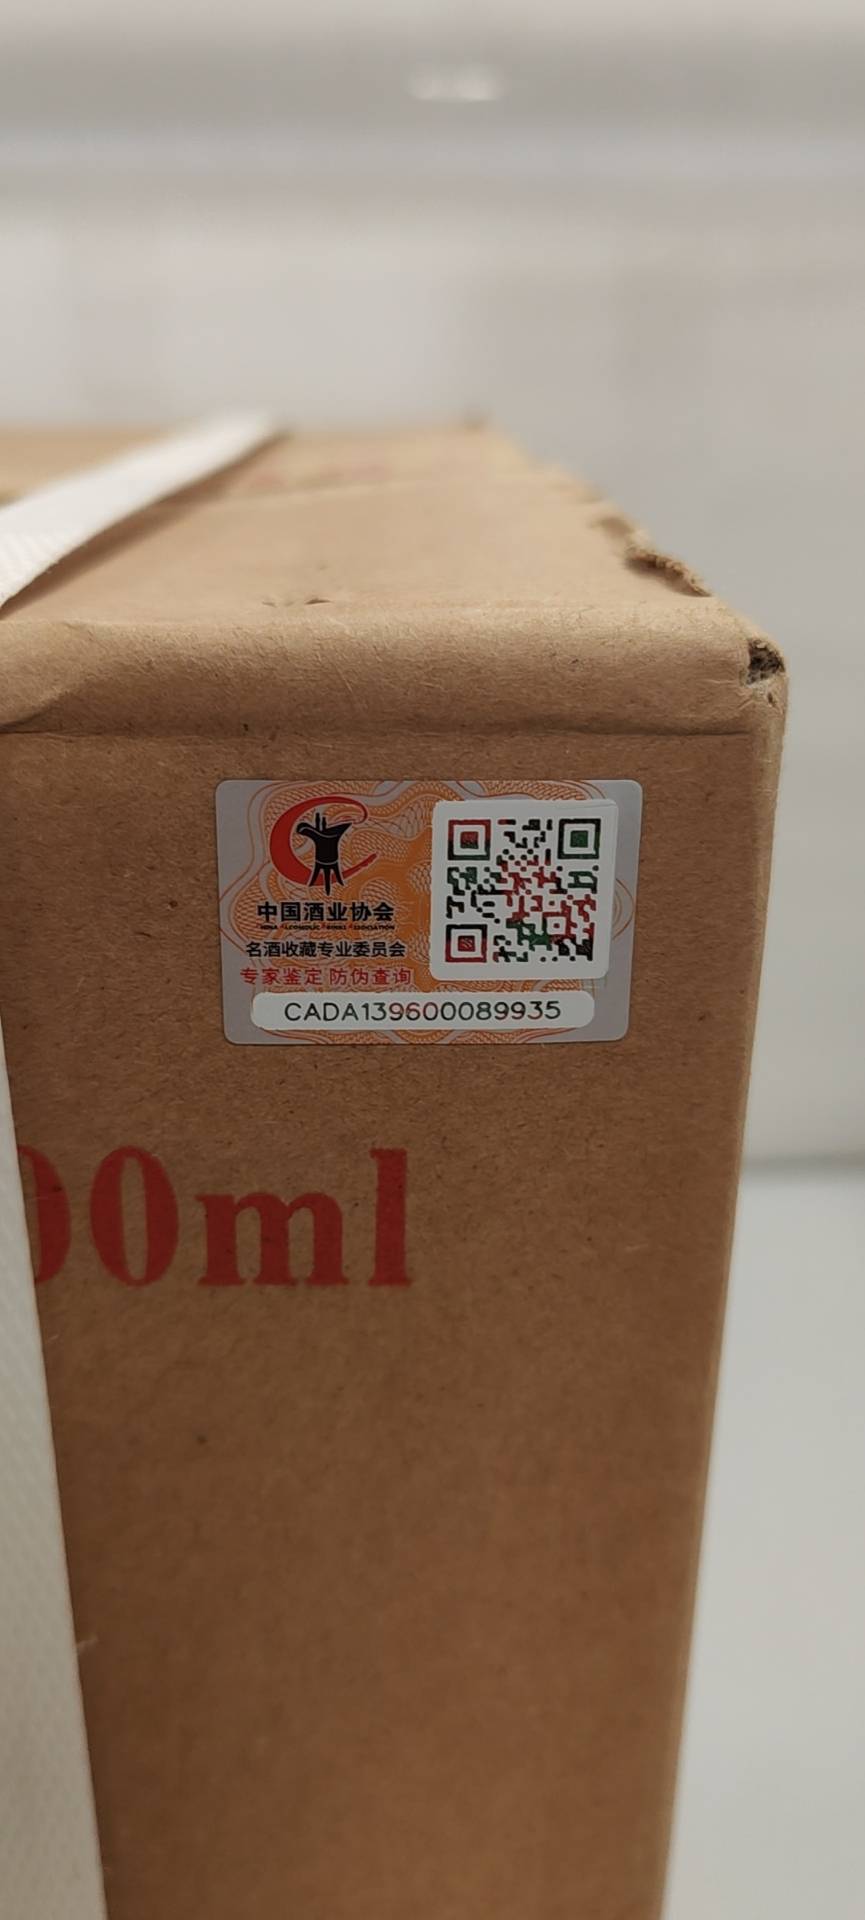 中国酒业协会
名酒收藏专业委员会
专家鉴定 防伪查询
CADA139600089935
00ml